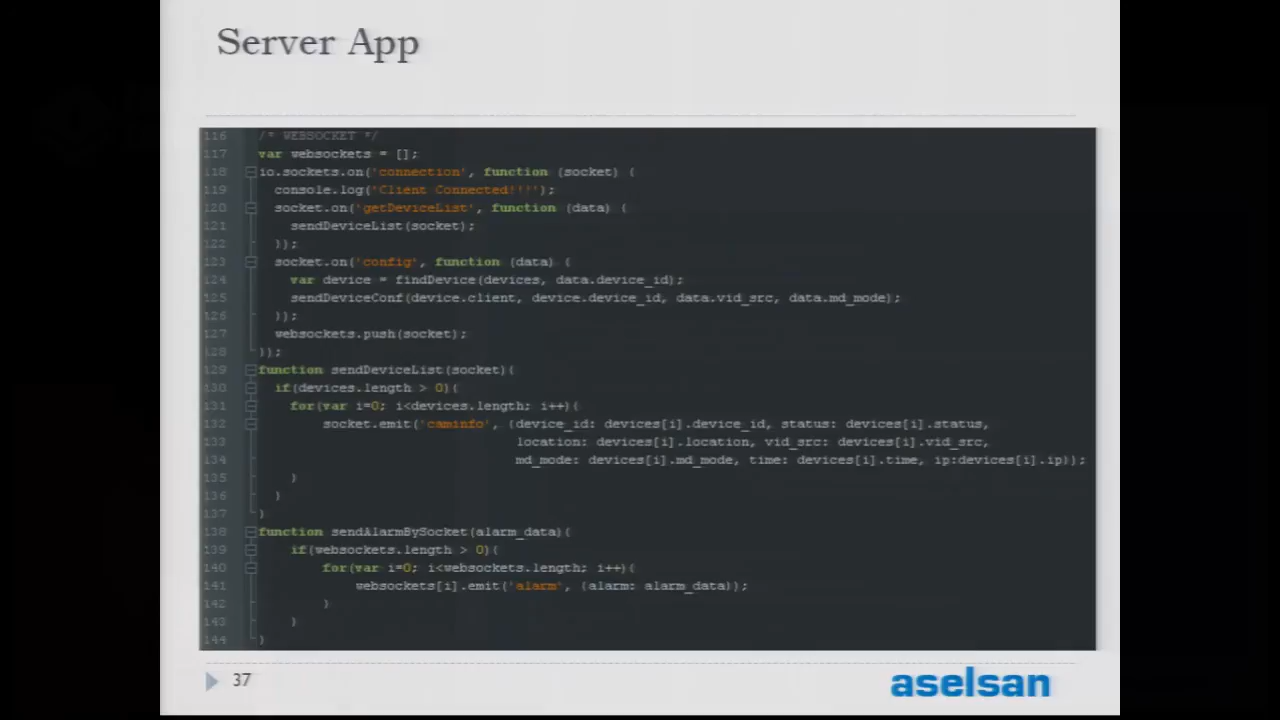 Server App
116 /* WEBSOCKET */
117 var websockets = [];
118 io.sockets.on('connection', function (socket) {
119 console.log('Client Connected!!!');
120 socket.on('getDeviceList', function (data) {
121 sendDeviceList(socket);
122 });
123 socket.on('config', function (data) {
124 var device = findDevice(devices, data.device_id);
125 sendDeviceConf(device.client, device.device_id, data.vid_src, data.md_mode);
126 });
127 websockets.push(socket);
128 });
129 function sendDeviceList(socket){
130 if(devices.length > 0){
131 for(var i=0; i<devices.length; i++){
132 socket.emit('caminfo', {device_id: devices[i].device_id, status: devices[i].status,
133 location: devices[i].location, vid_src: devices[i].vid_src,
134 md_mode: devices[i].md_mode, time: devices[i].time, ip:devices[i].ip});
135 }
136 }
137 }
138 function sendAlarmBySocket(alarm_data){
139 if(websockets.length > 0){
140 for(var i=0; i<websockets.length; i++){
141 websockets[i].emit('alarm', {alarm: alarm_data});
142 }
143 }
144 }
37
aselsan